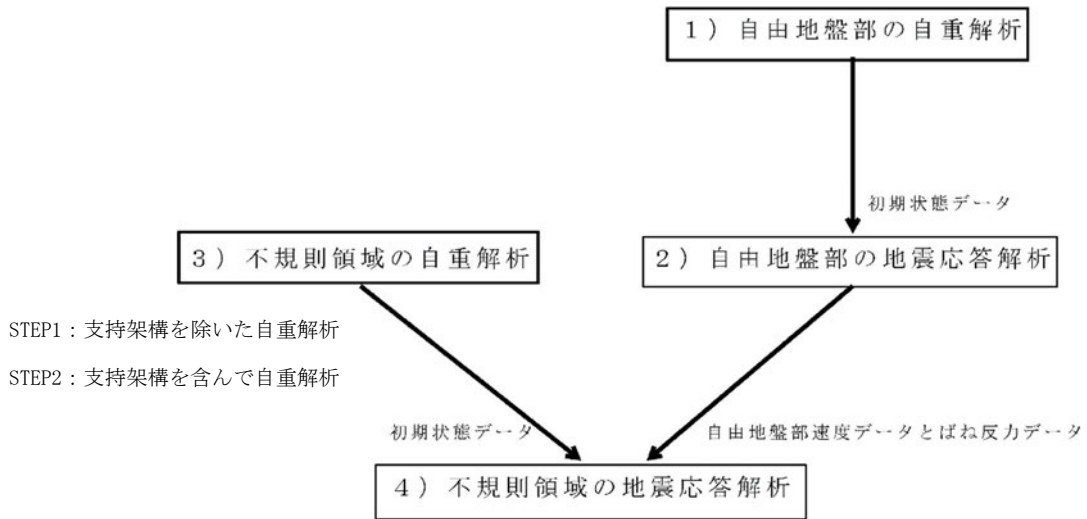 1) 自由地盤部の自重解析
初期状態データ
3) 不規則領域の自重解析
2) 自由地盤部の地震応答解析
STEP1：支持架構を除いた自重解析
STEP2：支持架構を含んで自重解析
初期状態データ
自由地盤部速度データとばね反力データ
4) 不規則領域の地震応答解析